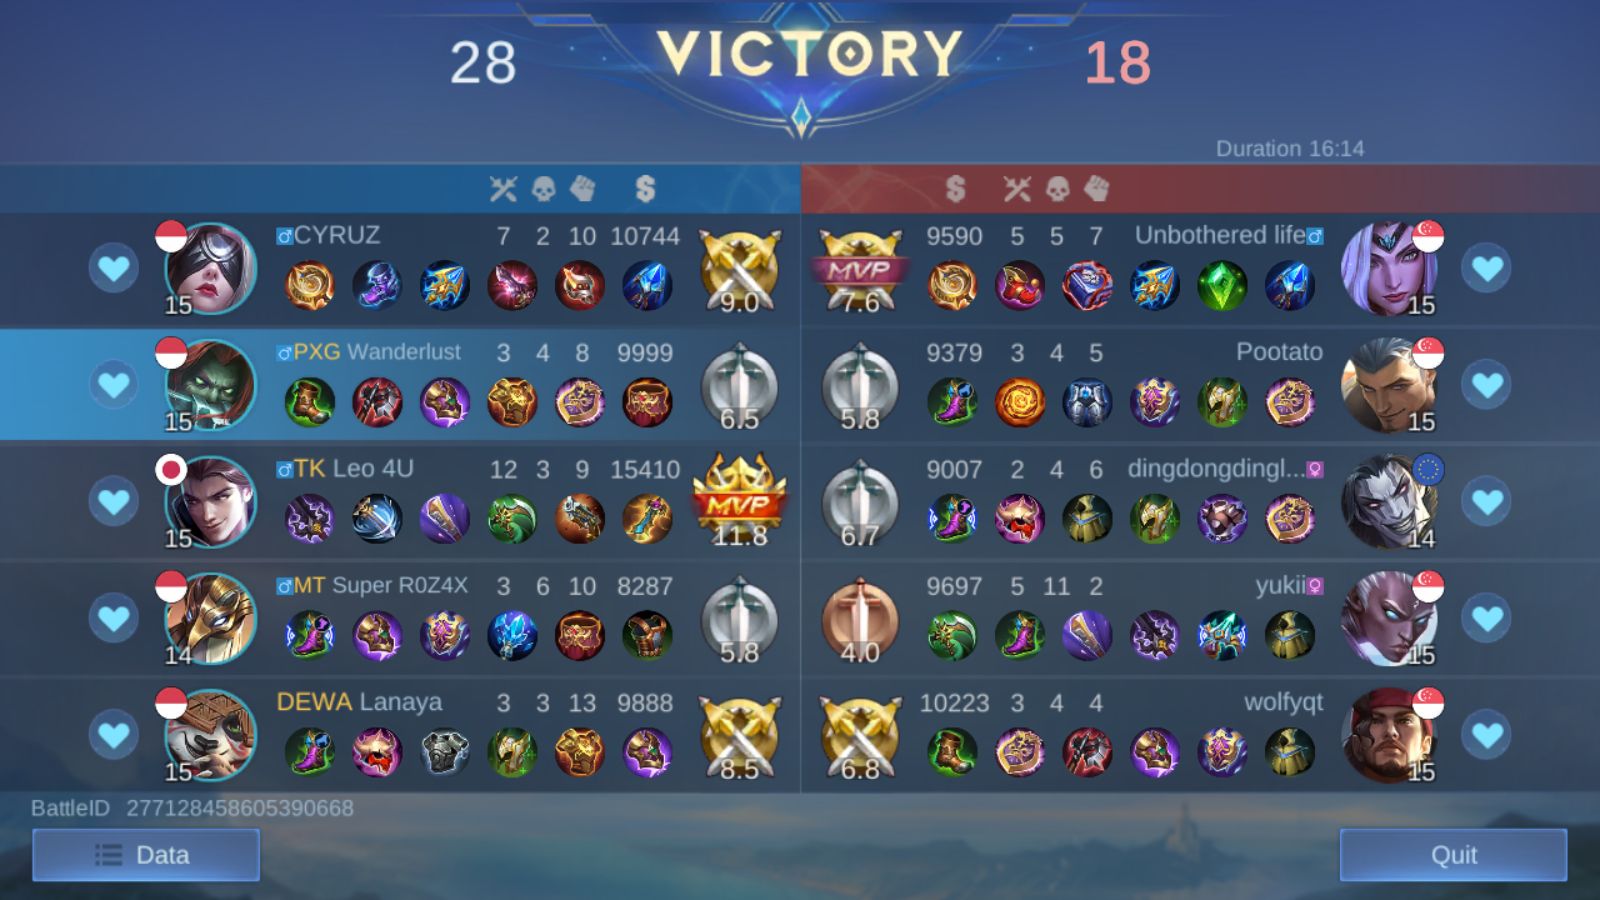 28 VICTORY 18
Duration 16:14
CYRUZ 7 2 10 10744 9.0 15
MVP 7.6 9590 5 5 7 Unbothered life 15
PXG Wanderlust 3 4 8 9999 6.5 15
5.8 9379 3 4 5 Pootato 15
TK Leo 4U 12 3 9 15410 MVP 11.8 15
6.7 9007 2 4 6 dingdongdingl... 14
MT Super R0Z4X 3 6 10 8287 5.8 14
4.0 9697 5 11 2 yukii 15
DEWA Lanaya 3 3 13 9888 8.5 15
6.8 10223 3 4 4 wolfyqt 15
BattleID 277128458605390668
Data
Quit